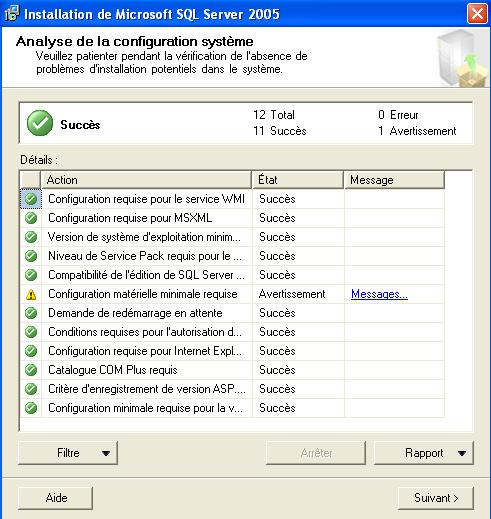 Installation de Microsoft SQL Server 2005
Analyse de la configuration système
Veuillez patienter pendant la vérification de l'absence de
problèmes d'installation potentiels dans le système.
Succès
12 Total
0 Erreur
11 Succès
1 Avertissement
Détails :
Action État Message
Configuration requise pour le service WMI Succès
Configuration requise pour MSXML Succès
Version de système d'exploitation minim... Succès
Niveau de Service Pack requis pour le ... Succès
Compatibilité de l'édition de SQL Server ... Succès
Configuration matérielle minimale requise Avertissement Messages...
Demande de redémarrage en attente Succès
Conditions requises pour l'autorisation d... Succès
Configuration requise pour Internet Expl... Succès
Catalogue COM Plus requis Succès
Critère d'enregistrement de version ASP.... Succès
Configuration minimale requise pour la v... Succès
Filtre Arrêter Rapport
Aide Suivant >